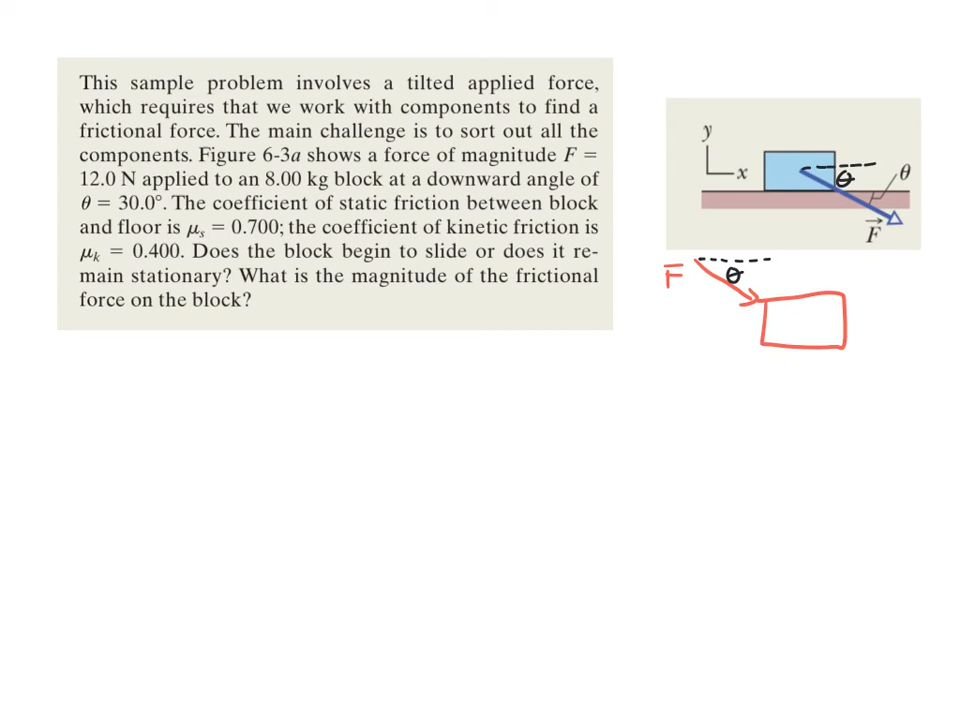 This sample problem involves a tilted applied force,
which requires that we work with components to find a
frictional force. The main challenge is to sort out all the
components. Figure 6-3a shows a force of magnitude F =
12.0 N applied to an 8.00 kg block at a downward angle of
θ = 30.0°. The coefficient of static friction between block
and floor is μs = 0.700; the coefficient of kinetic friction is
μk = 0.400. Does the block begin to slide or does it re-
main stationary? What is the magnitude of the frictional
force on the block?
y
x
θ
θ
F
F
θ